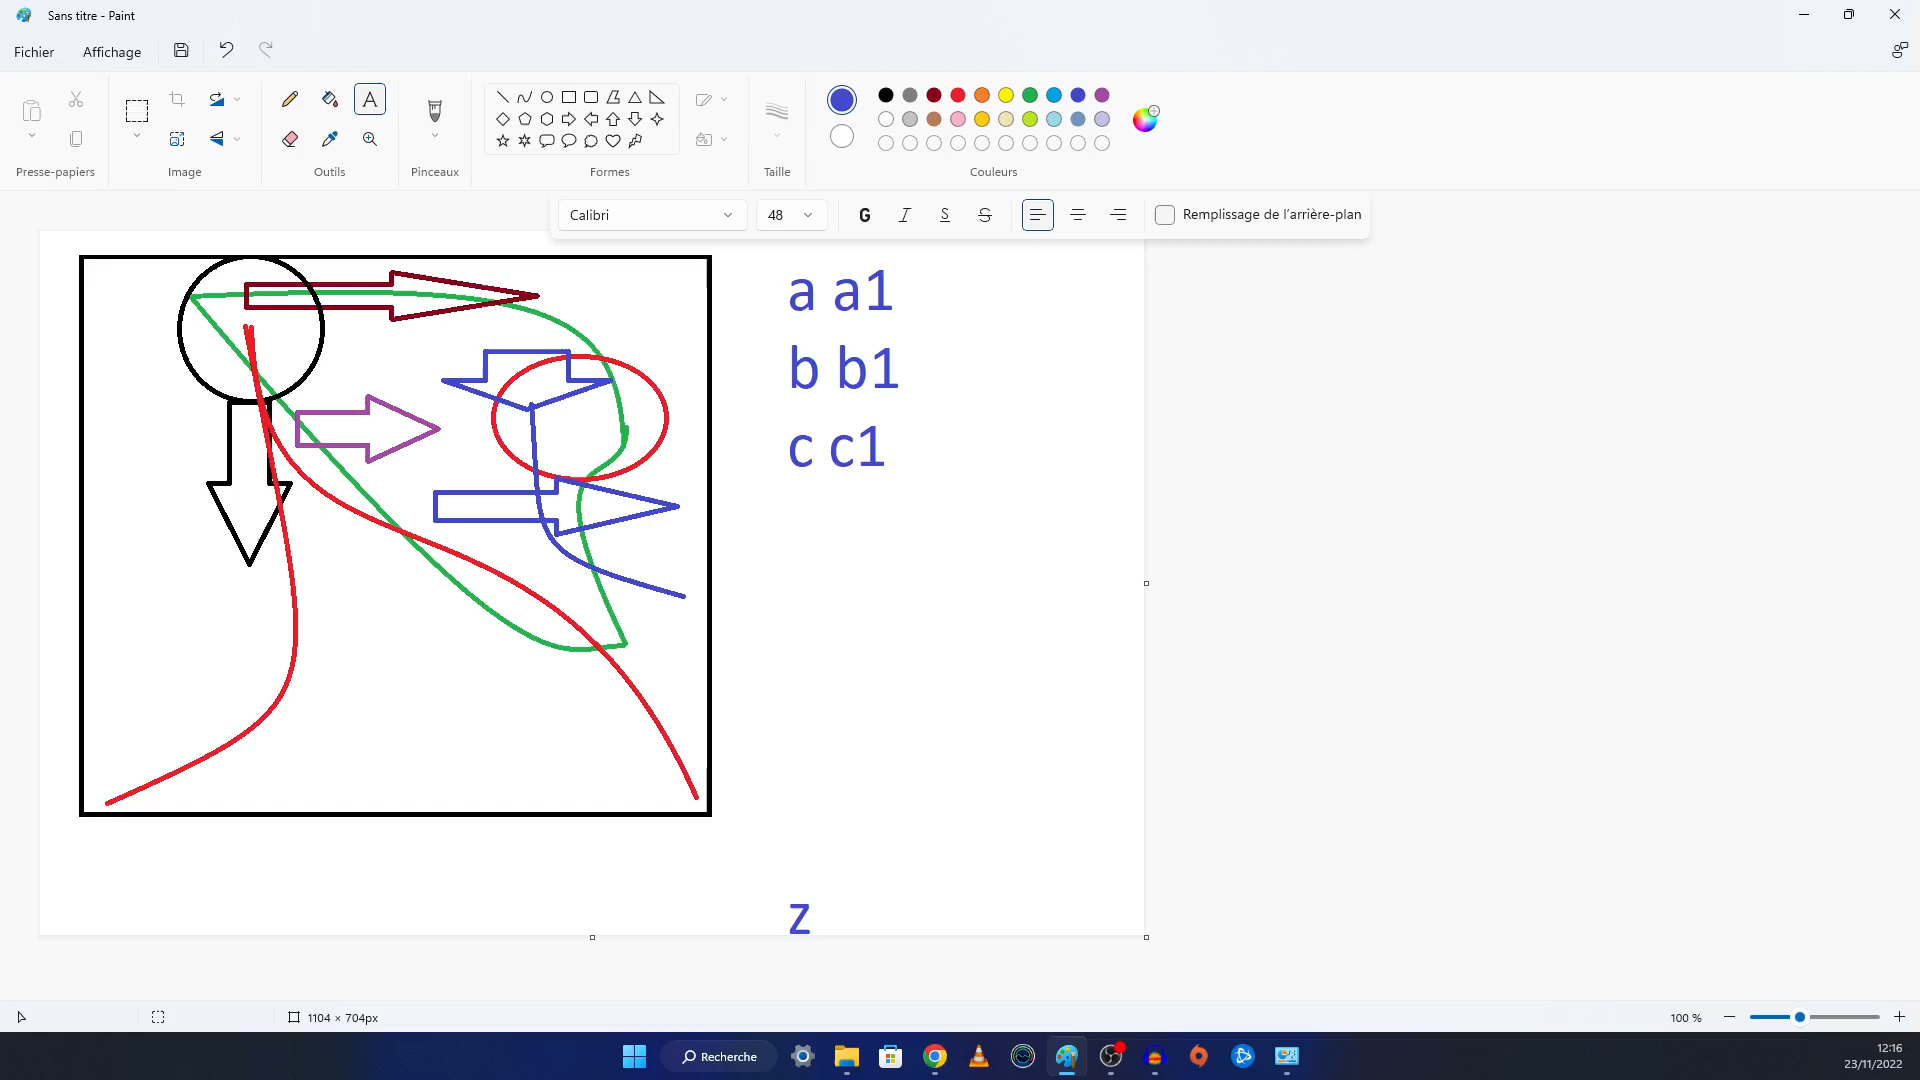 Sans titre - Paint
Fichier Affichage
Presse-papiers Image Outils Pinceaux Formes Taille Couleurs
Calibri 48 G I S S Remplissage de l'arrière-plan
a a1
b b1
c c1
z
1104 × 704px 100 %
Recherche
12:16
23/11/2022